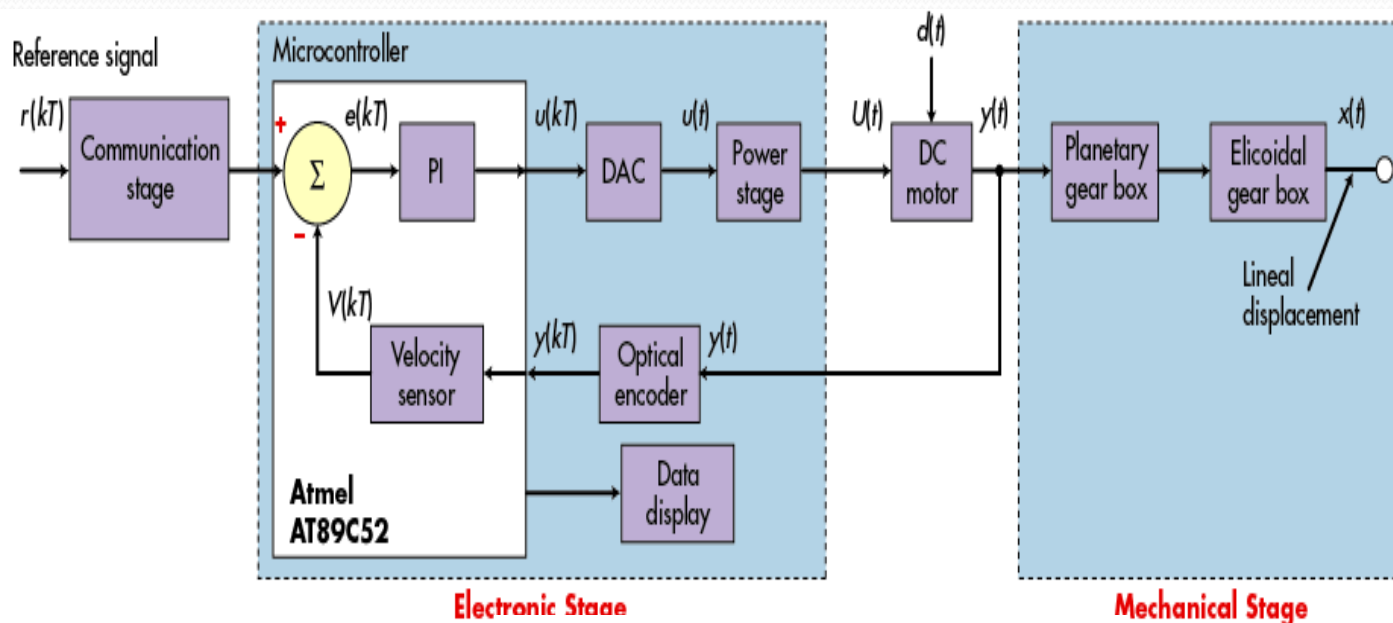 Reference signal
r(kT)
Communication
stage
Microcontroller
+
Σ
−
e(kT)
PI
u(kT)
DAC
u(t)
Power
stage
U(t)
d(t)
DC
motor
y(t)
Planetary
gear box
Elicoidal
gear box
x(t)
Lineal
displacement
V(kT)
Velocity
sensor
y(kT)
Optical
encoder
y(t)
Data
display
Atmel
AT89C52
Electronic Stage
Mechanical Stage